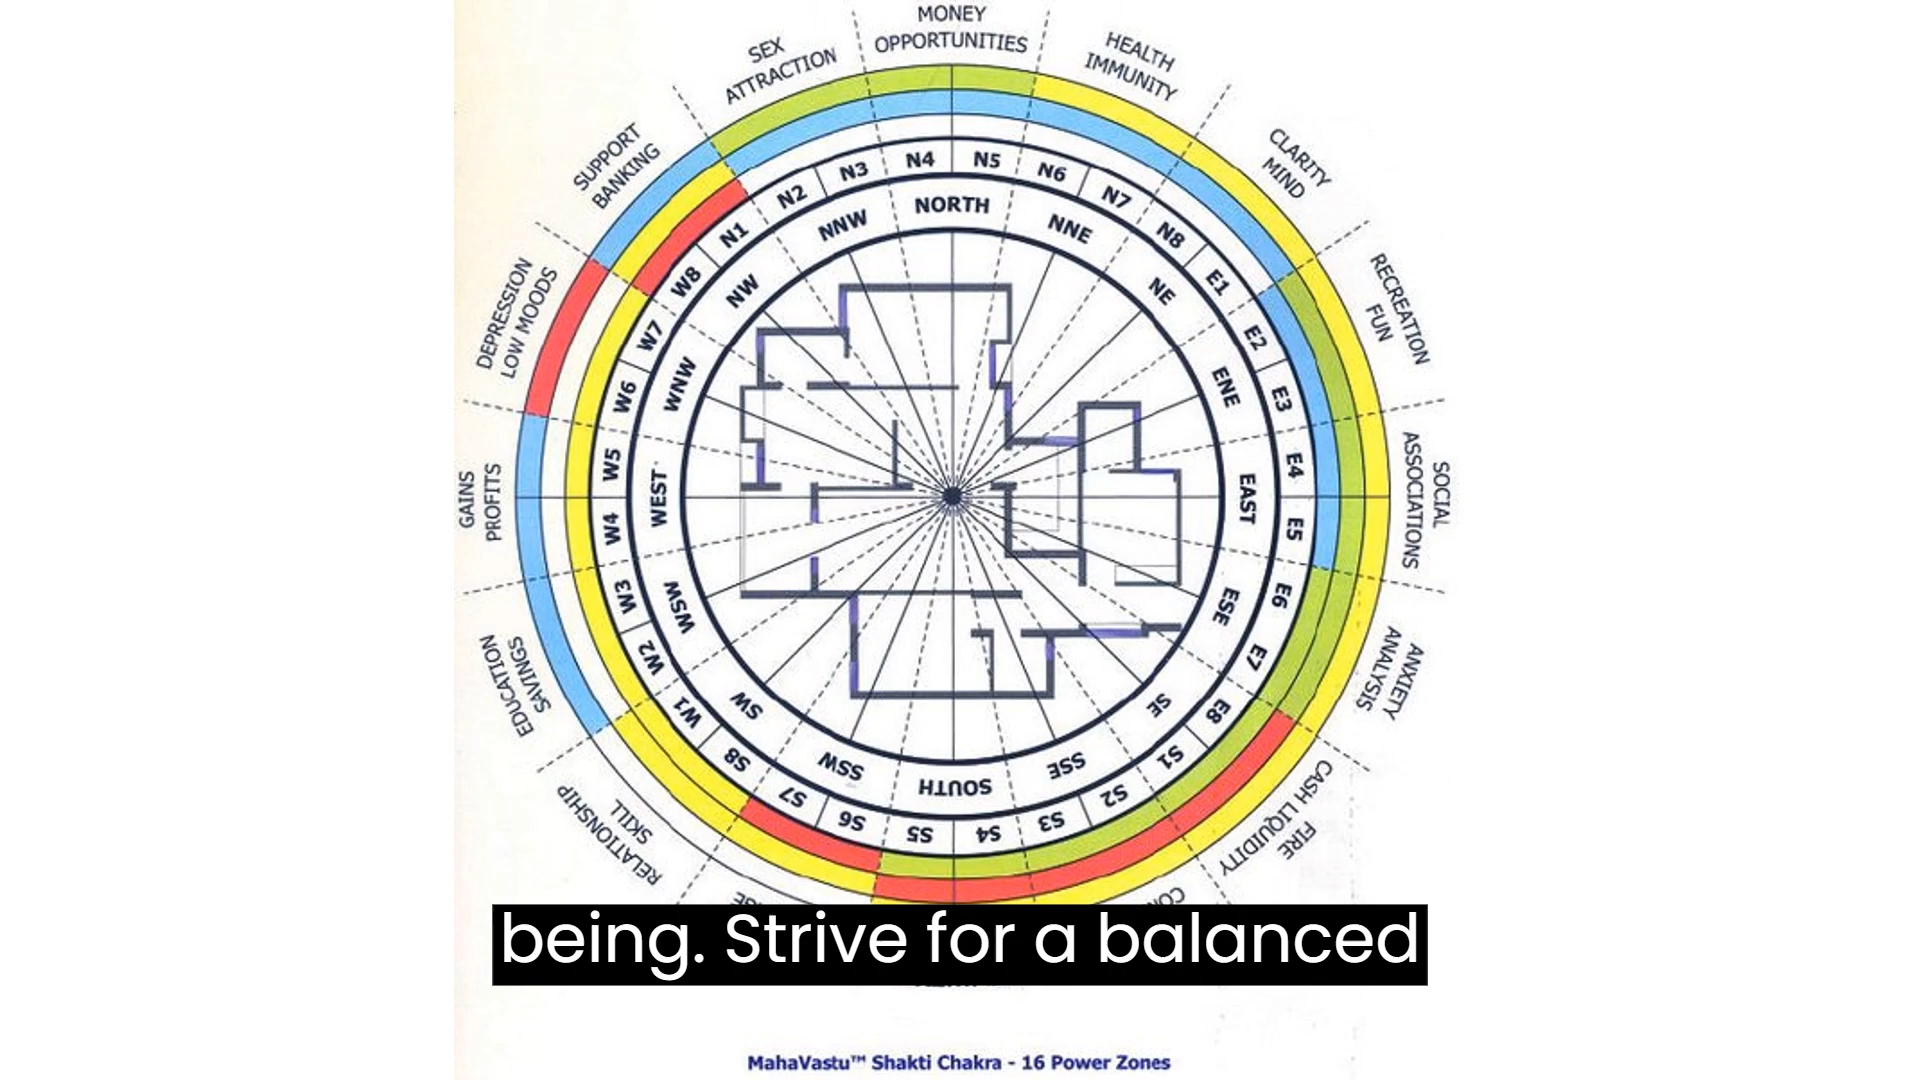 MONEY
OPPORTUNITIES
HEALTH
IMMUNITY
CLARITY
MIND
RECREATION
FUN
SOCIAL
ASSOCIATIONS
ANXIETY
ANALYSIS
FIRE
CASH LIQUIDITY
RELATIONSHIP
SKILL
EDUCATION
SAVINGS
GAINS
PROFITS
DEPRESSION
LOW MOODS
SUPPORT
BANKING
SEX
ATTRACTION
N1
N2
N3
N4
N5
N6
N7
N8
E1
E2
E3
E4
E5
E6
E7
E8
S1
S2
S3
S4
S5
S6
S7
S8
W1
W2
W3
W4
W5
W6
W7
W8
NORTH
NNE
NE
ENE
EAST
ESE
SE
SSE
SOUTH
SSW
SW
WSW
WEST
WNW
NW
NNW
being. Strive for a balanced
MahaVastu™ Shakti Chakra - 16 Power Zones